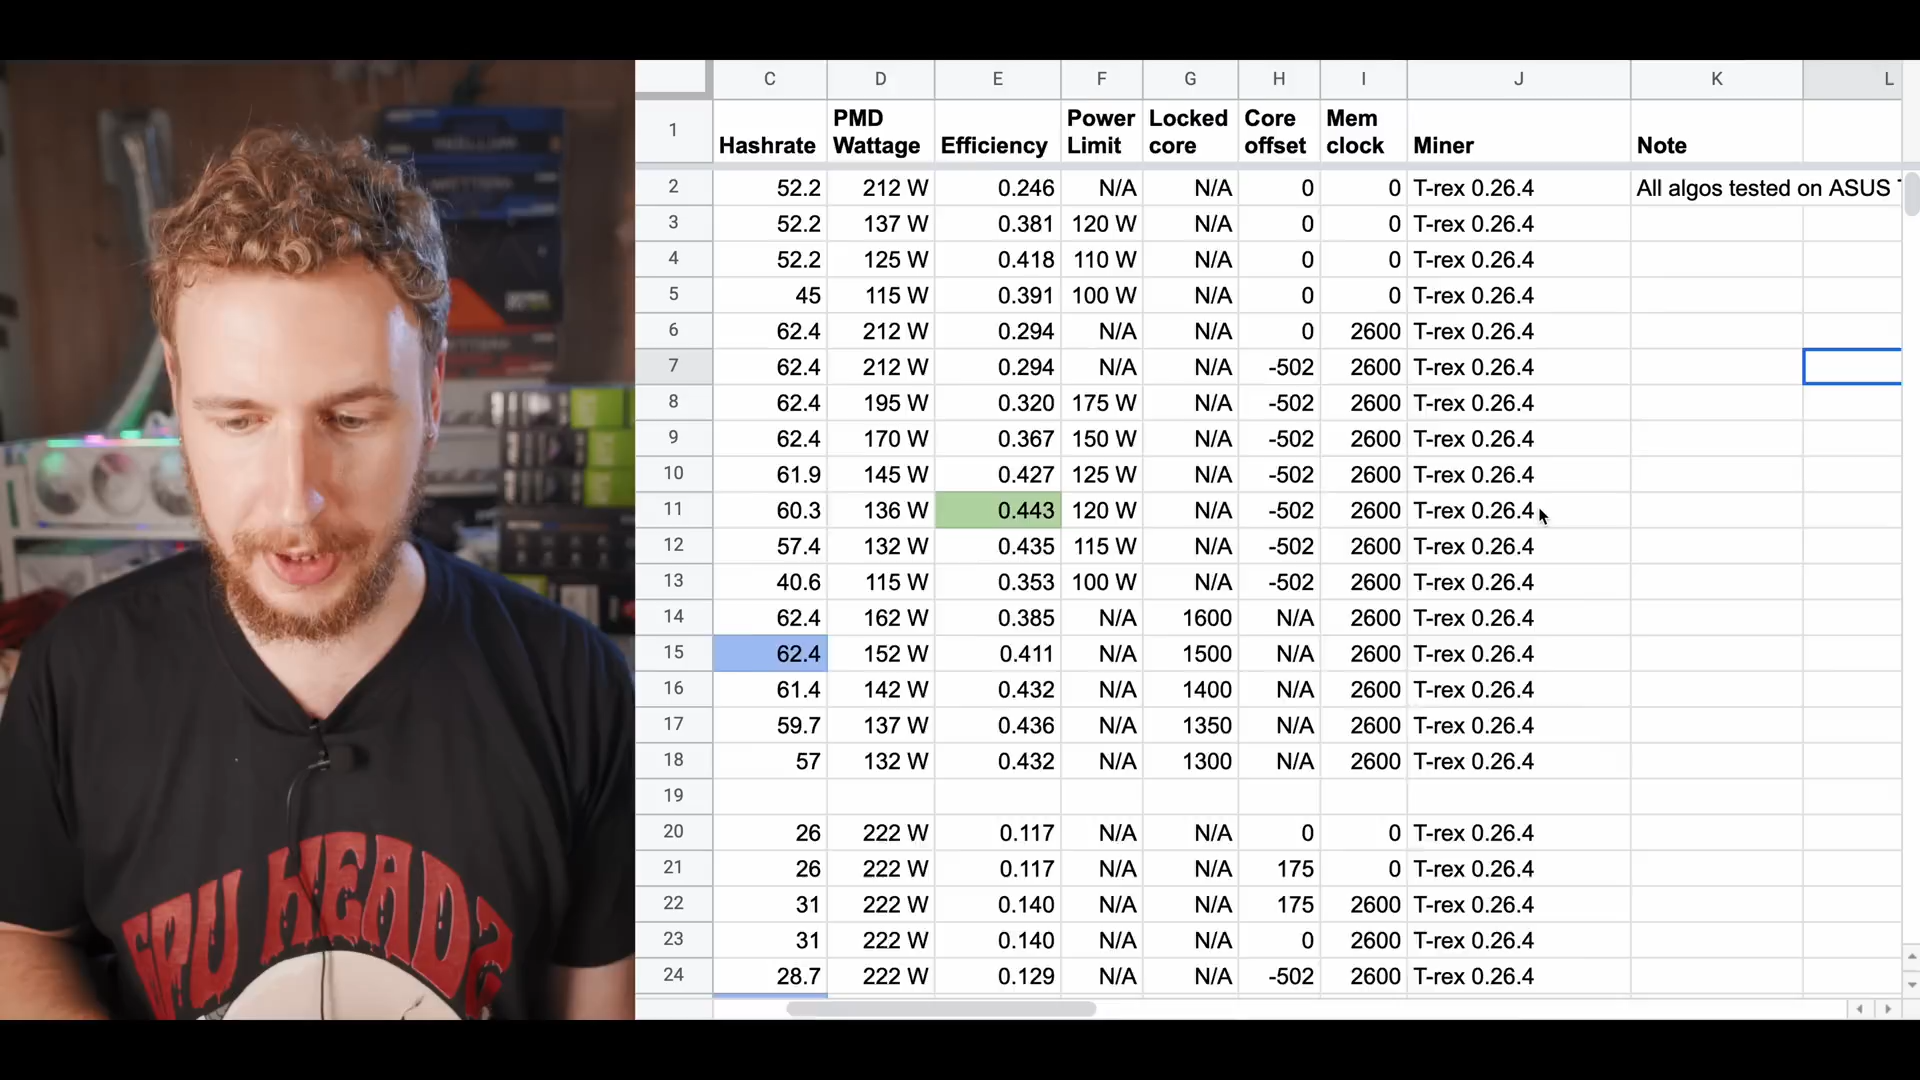 C D E F G H I J K L
1 Hashrate PMD Wattage Efficiency Power Limit Locked core Core offset Mem clock Miner Note
2 52.2 212 W 0.246 N/A N/A 0 0 T-rex 0.26.4 All algos tested on ASUS
3 52.2 137 W 0.381 120 W N/A 0 0 T-rex 0.26.4
4 52.2 125 W 0.418 110 W N/A 0 0 T-rex 0.26.4
5 45 115 W 0.391 100 W N/A 0 0 T-rex 0.26.4
6 62.4 212 W 0.294 N/A N/A 0 2600 T-rex 0.26.4
7 62.4 212 W 0.294 N/A N/A -502 2600 T-rex 0.26.4
8 62.4 195 W 0.320 175 W N/A -502 2600 T-rex 0.26.4
9 62.4 170 W 0.367 150 W N/A -502 2600 T-rex 0.26.4
10 61.9 145 W 0.427 125 W N/A -502 2600 T-rex 0.26.4
11 60.3 136 W 0.443 120 W N/A -502 2600 T-rex 0.26.4
12 57.4 132 W 0.435 115 W N/A -502 2600 T-rex 0.26.4
13 40.6 115 W 0.353 100 W N/A -502 2600 T-rex 0.26.4
14 62.4 162 W 0.385 N/A 1600 N/A 2600 T-rex 0.26.4
15 62.4 152 W 0.411 N/A 1500 N/A 2600 T-rex 0.26.4
16 61.4 142 W 0.432 N/A 1400 N/A 2600 T-rex 0.26.4
17 59.7 137 W 0.436 N/A 1350 N/A 2600 T-rex 0.26.4
18 57 132 W 0.432 N/A 1300 N/A 2600 T-rex 0.26.4
19
20 26 222 W 0.117 N/A N/A 0 0 T-rex 0.26.4
21 26 222 W 0.117 N/A N/A 175 0 T-rex 0.26.4
22 31 222 W 0.140 N/A N/A 175 2600 T-rex 0.26.4
23 31 222 W 0.140 N/A N/A 0 2600 T-rex 0.26.4
24 28.7 222 W 0.129 N/A N/A -502 2600 T-rex 0.26.4
GPU HEADZ